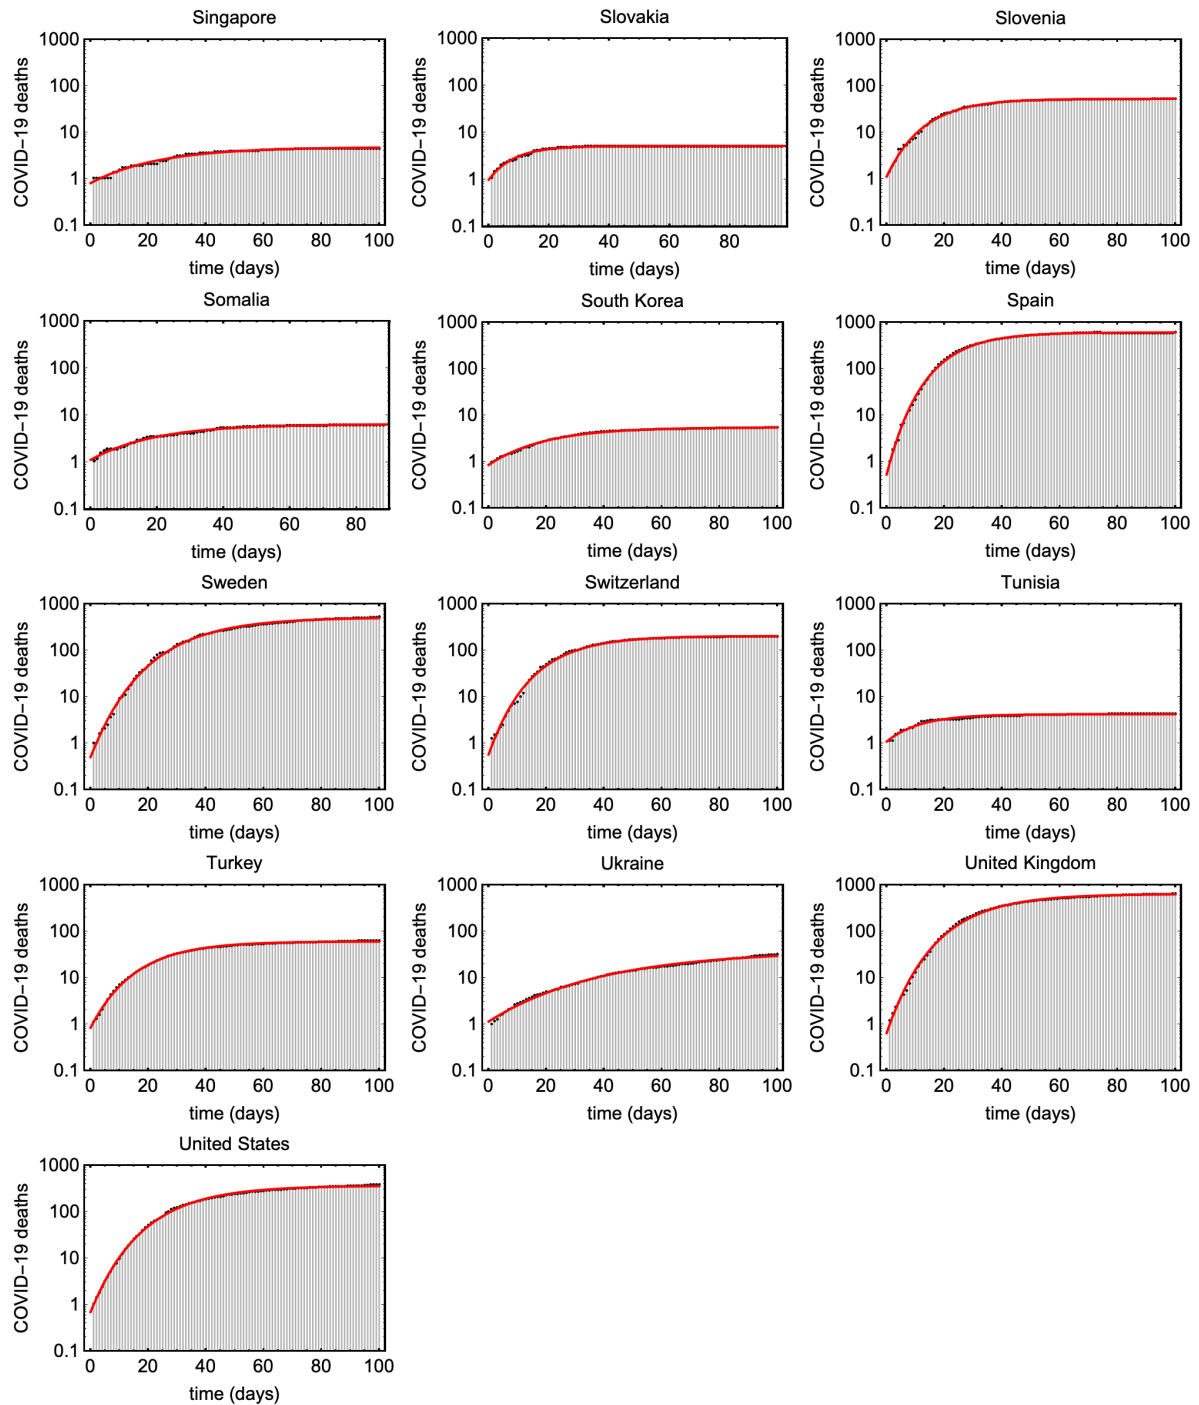 Singapore Slovakia Slovenia
COVID−19 deaths
1000
100
10
1
0.1
0 20 40 60 80 100
time (days)
COVID−19 deaths
1000
100
10
1
0.1
0 20 40 60 80
time (days)
COVID−19 deaths
1000
100
10
1
0.1
0 20 40 60 80 100
time (days)
Somalia South Korea Spain
COVID−19 deaths
1000
100
10
1
0.1
0 20 40 60 80
time (days)
COVID−19 deaths
1000
100
10
1
0.1
0 20 40 60 80 100
time (days)
COVID−19 deaths
1000
100
10
1
0.1
0 20 40 60 80 100
time (days)
Sweden Switzerland Tunisia
COVID−19 deaths
1000
100
10
1
0.1
0 20 40 60 80 100
time (days)
COVID−19 deaths
1000
100
10
1
0.1
0 20 40 60 80 100
time (days)
COVID−19 deaths
1000
100
10
1
0.1
0 20 40 60 80 100
time (days)
Turkey Ukraine United Kingdom
COVID−19 deaths
1000
100
10
1
0.1
0 20 40 60 80 100
time (days)
COVID−19 deaths
1000
100
10
1
0.1
0 20 40 60 80 100
time (days)
COVID−19 deaths
1000
100
10
1
0.1
0 20 40 60 80 100
time (days)
United States
COVID−19 deaths
1000
100
10
1
0.1
0 20 40 60 80 100
time (days)